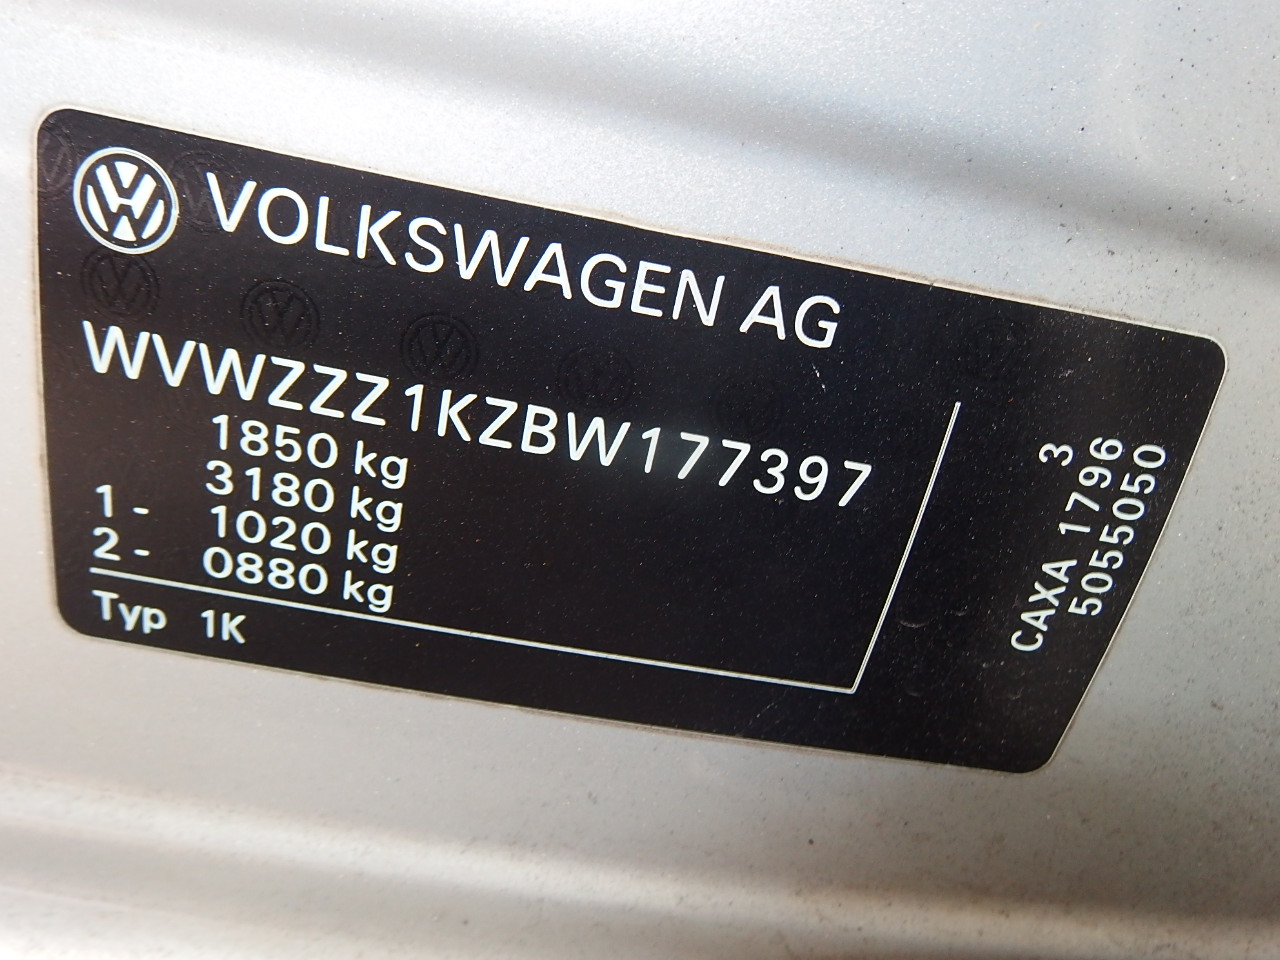 VOLKSWAGEN AG
WVWZZZ1KZBW177397
1850 kg
3180 kg
1 - 1020 kg
2 - 0880 kg
Typ 1K
3
CAXA 1796
5055050